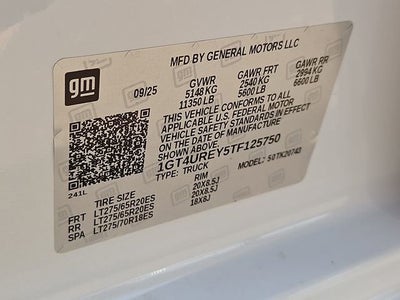 gm
MFD BY GENERAL MOTORS LLC
09/25
GVWR GAWR FRT GAWR RR
5148 KG 2540 KG 2994 KG
11350 LB 5600 LB 6600 LB
THIS VEHICLE CONFORMS TO ALL
APPLICABLE U.S. FEDERAL MOTOR
VEHICLE SAFETY STANDARDS IN
EFFECT ON THE DATE OF MANUFACTURE
SHOWN ABOVE.
1GT4UREY5TF125750
TYPE: TRUCK MODEL:
241L
TIRE SIZE RIM
FRT LT275/65R20ES 20X8.5J
RR LT275/65R20ES 20X8.5J
SPA LT275/70R18ES 18X8J